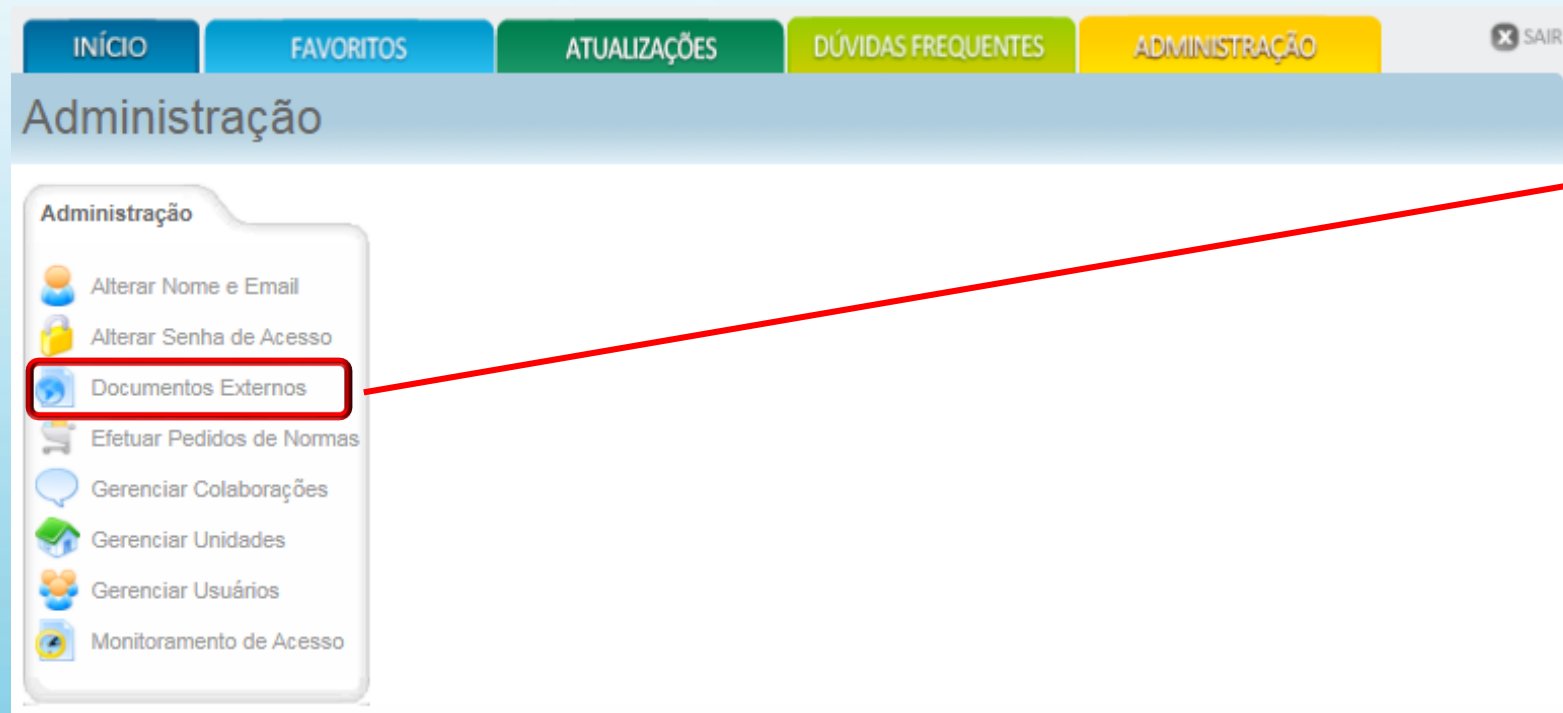 INÍCIO FAVORITOS ATUALIZAÇÕES DÚVIDAS FREQUENTES ADMINISTRAÇÃO SAIR
Administração
Administração
Alterar Nome e Email
Alterar Senha de Acesso
Documentos Externos
Efetuar Pedidos de Normas
Gerenciar Colaborações
Gerenciar Unidades
Gerenciar Usuários
Monitoramento de Acesso